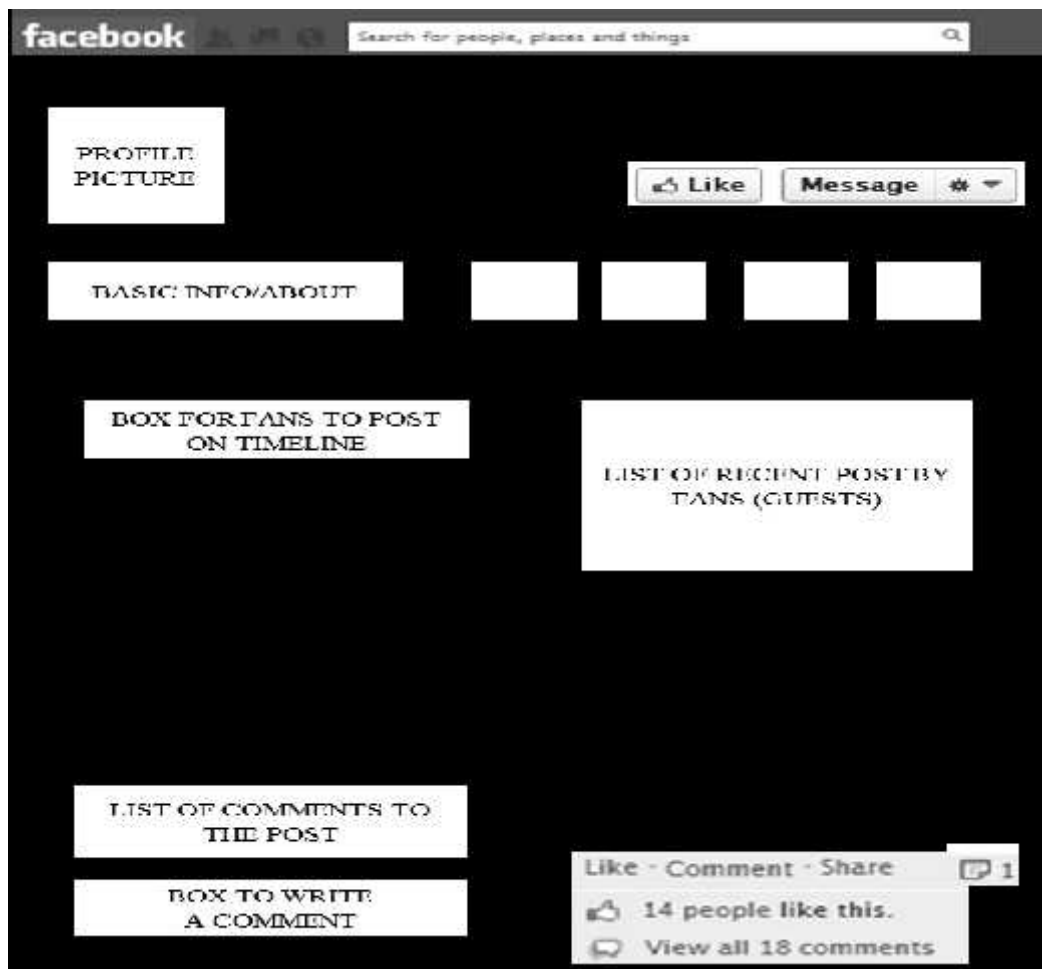 facebook
Search for people, places and things
PROFILE
PICTURE
Like Message
BASIC INFO/ABOUT
BOX FOR FANS TO POST
ON TIMELINE
LIST OF RECENT POST BY
FANS (GUESTS)
LIST OF COMMENTS TO
THE POST
BOX TO WRITE
A COMMENT
Like · Comment · Share 1
14 people like this.
View all 18 comments